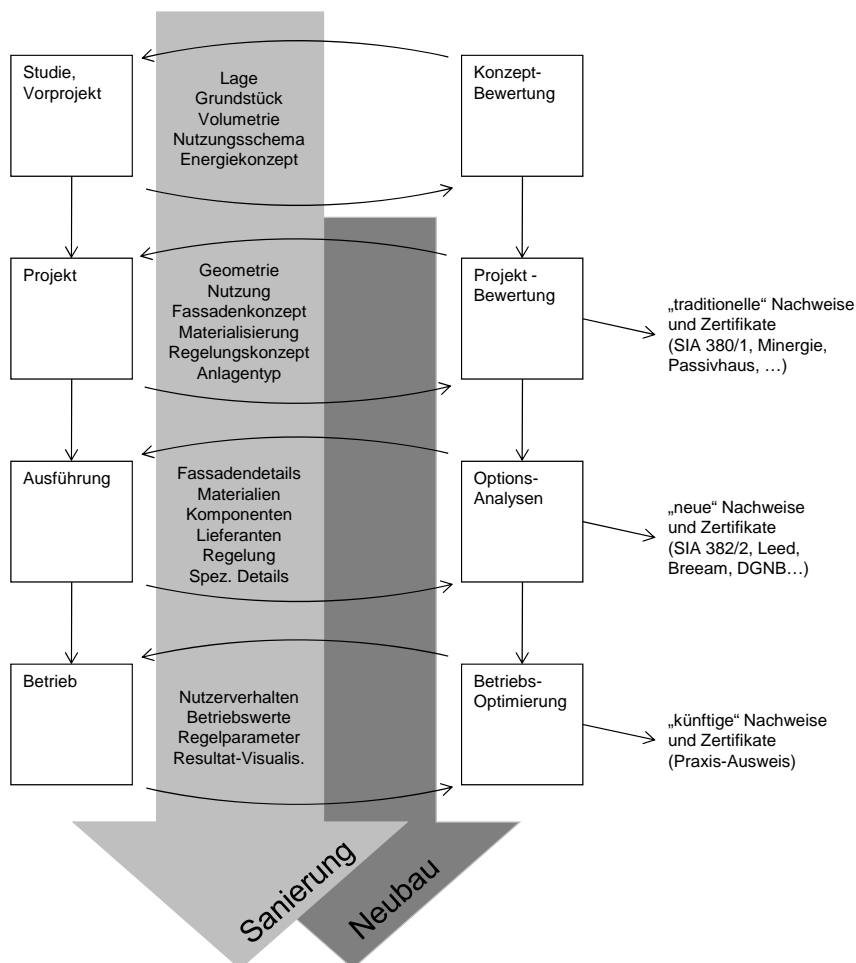 Studie,
Vorprojekt
Lage
Grundstück
Volumetrie
Nutzungsschema
Energiekonzept
Konzept-
Bewertung
Projekt
Geometrie
Nutzung
Fassadenkonzept
Materialisierung
Regelungskonzept
Anlagentyp
Projekt -
Bewertung
„traditionelle“ Nachweise
und Zertifikate
(SIA 380/1, Minergie,
Passivhaus, …)
Ausführung
Fassadendetails
Materialien
Komponenten
Lieferanten
Regelung
Spez. Details
Options-
Analysen
„neue“ Nachweise
und Zertifikate
(SIA 382/2, Leed,
Breeam, DGNB…)
Betrieb
Nutzerverhalten
Betriebswerte
Regelparameter
Resultat-Visualis.
Betriebs-
Optimierung
„künftige“ Nachweise
und Zertifikate
(Praxis-Ausweis)
Sanierung
Neubau